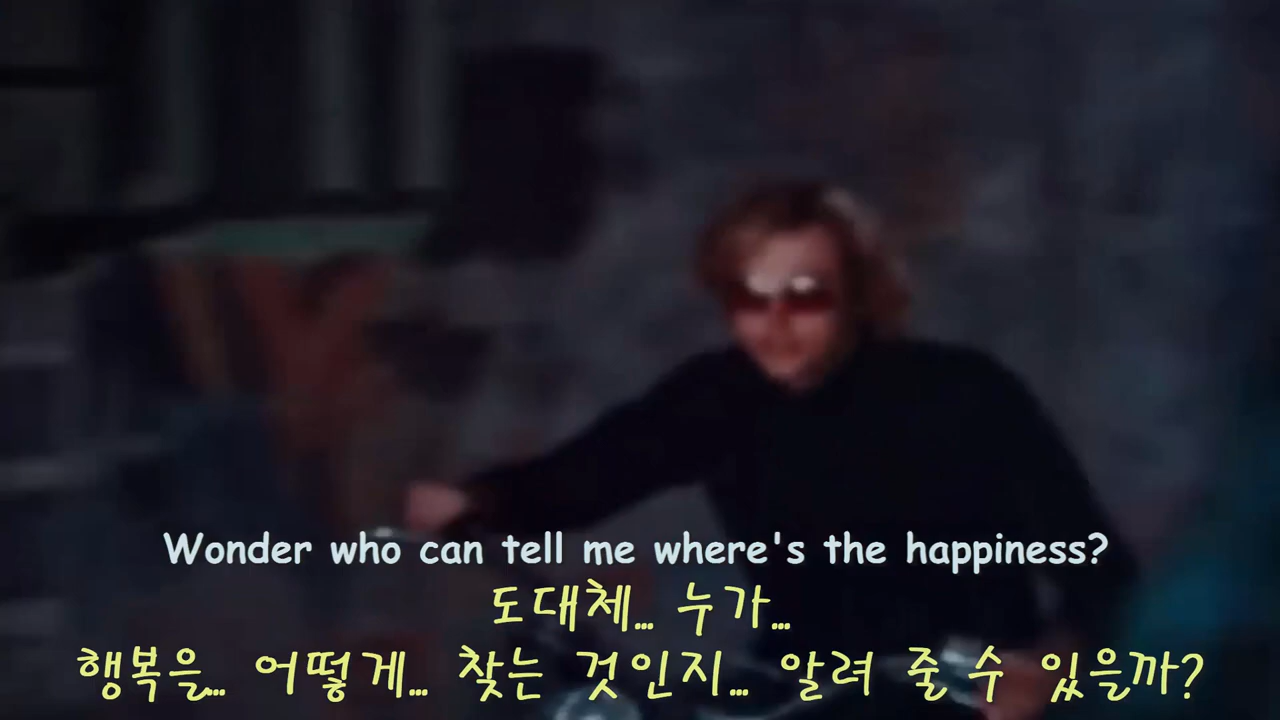 Wonder who can tell me where's the happiness?
도대체... 누가...
행복을... 어떻게... 찾는 것인지... 알려 줄 수 있을까?